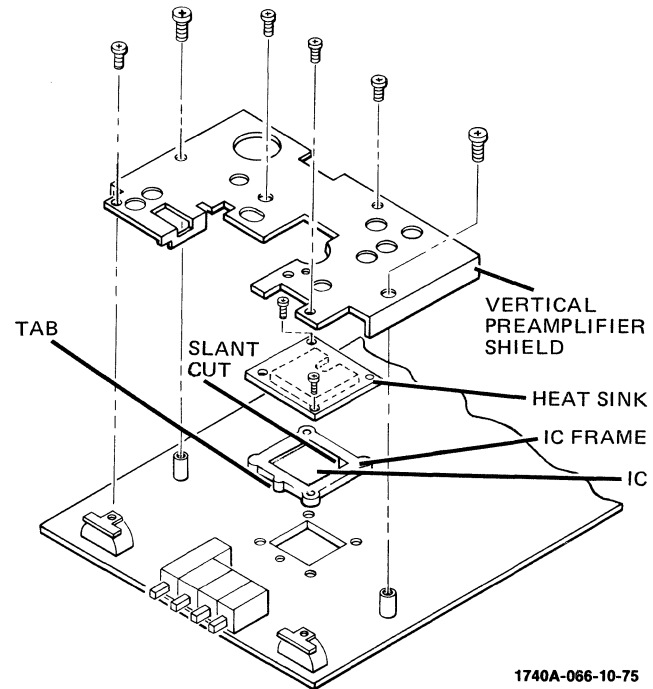 TAB
SLANT
CUT
VERTICAL
PREAMPLIFIER
SHIELD
HEAT SINK
IC FRAME
IC
1740A-066-10-75